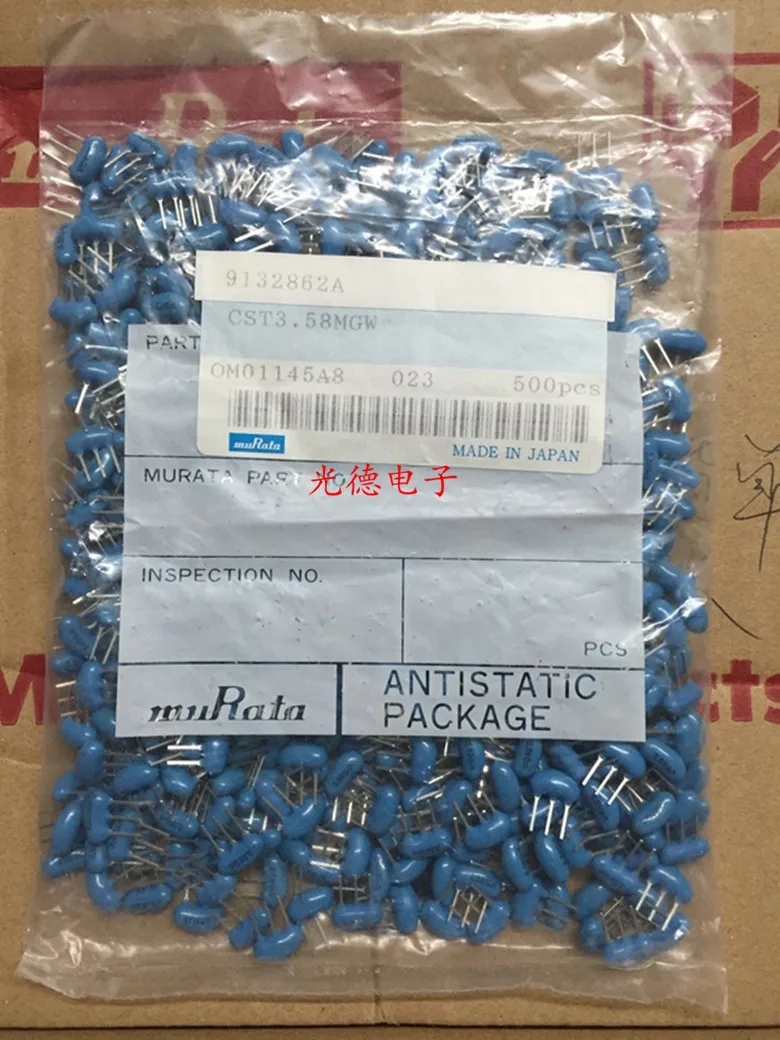 9132862A
CST3.58MGW
PART
OM01145A8 023 500pcs
muRata
MADE IN JAPAN
MURATA PART NO.
光德电子
INSPECTION NO.
PCS
muRata
ANTISTATIC
PACKAGE